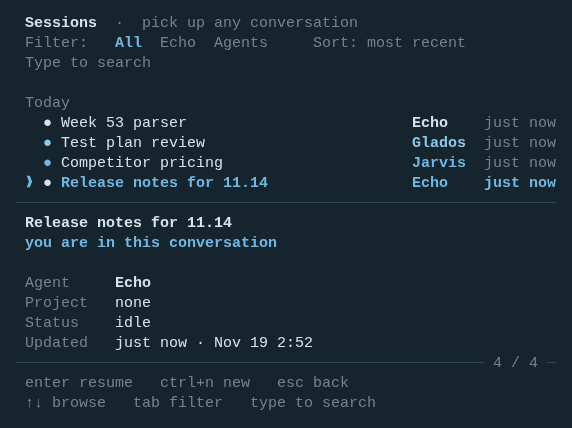 Sessions · pick up any conversation
Filter: All Echo Agents Sort: most recent
Type to search
Today
● Week 53 parser Echo just now
● Test plan review Glados just now
● Competitor pricing Jarvis just now
❫ ● Release notes for 11.14 Echo just now
Release notes for 11.14
you are in this conversation
Agent Echo
Project none
Status idle
Updated just now · Nov 19 2:52
4 / 4
enter resume ctrl+n new esc back
↑↓ browse tab filter type to search